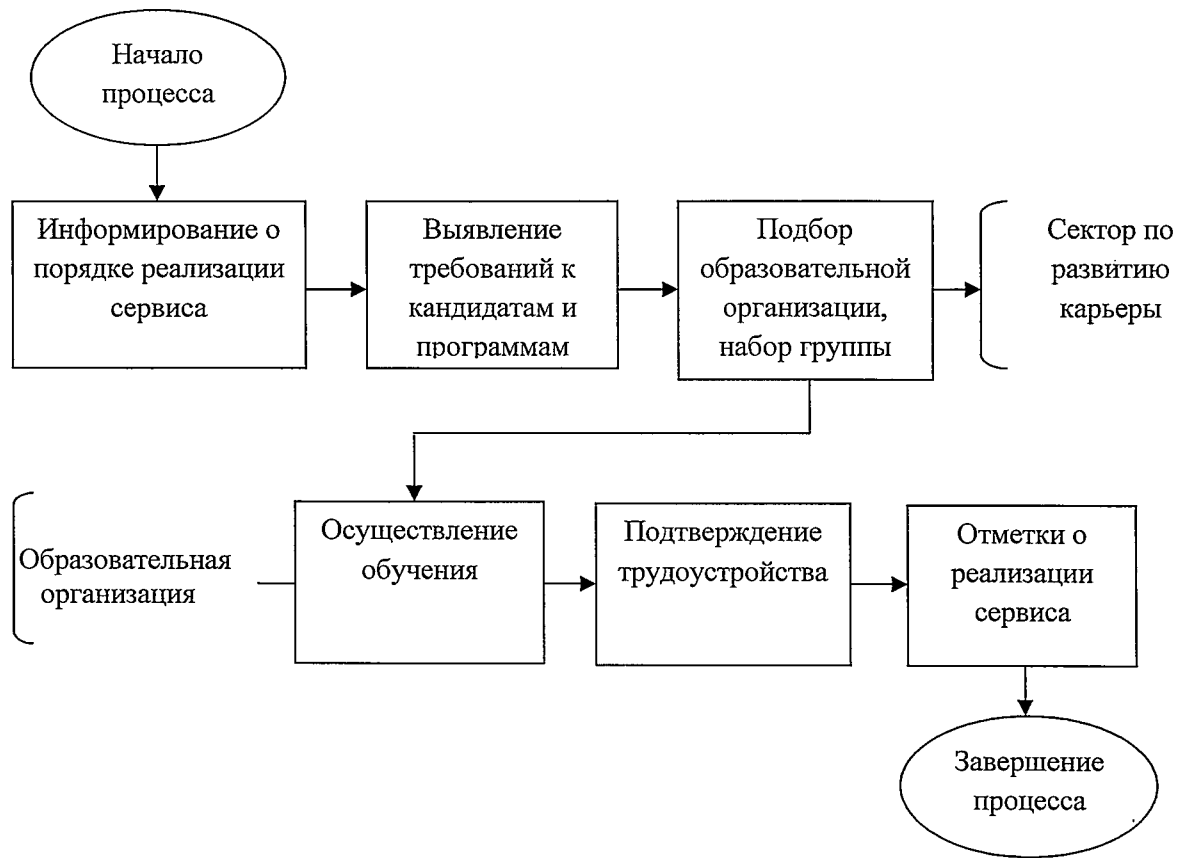 Начало
процесса
Информирование о
порядке реализации
сервиса
Выявление
требований к
кандидатам и
программам
Подбор
образовательной
организации,
набор группы
Сектор по
развитию
карьеры
Образовательная
организация
Осуществление
обучения
Подтверждение
трудоустройства
Отметки о
реализации
сервиса
Завершение
процесса